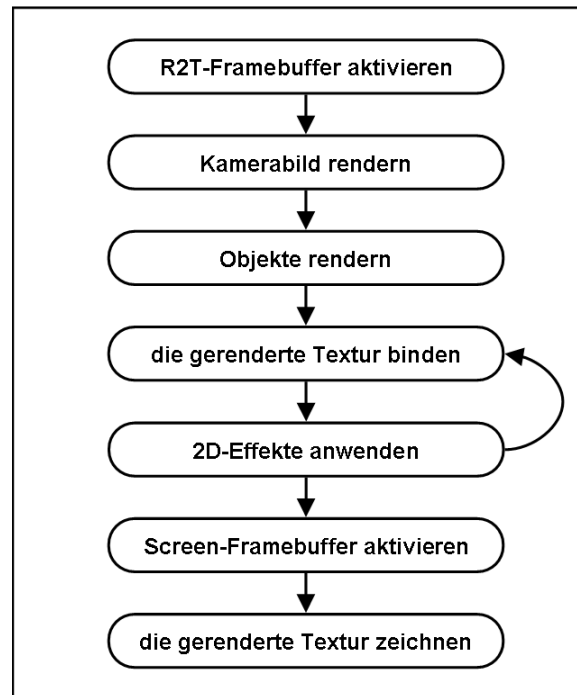 R2T-Framebuffer aktivieren
Kamerabild rendern
Objekte rendern
die gerenderte Textur binden
2D-Effekte anwenden
Screen-Framebuffer aktivieren
die gerenderte Textur zeichnen